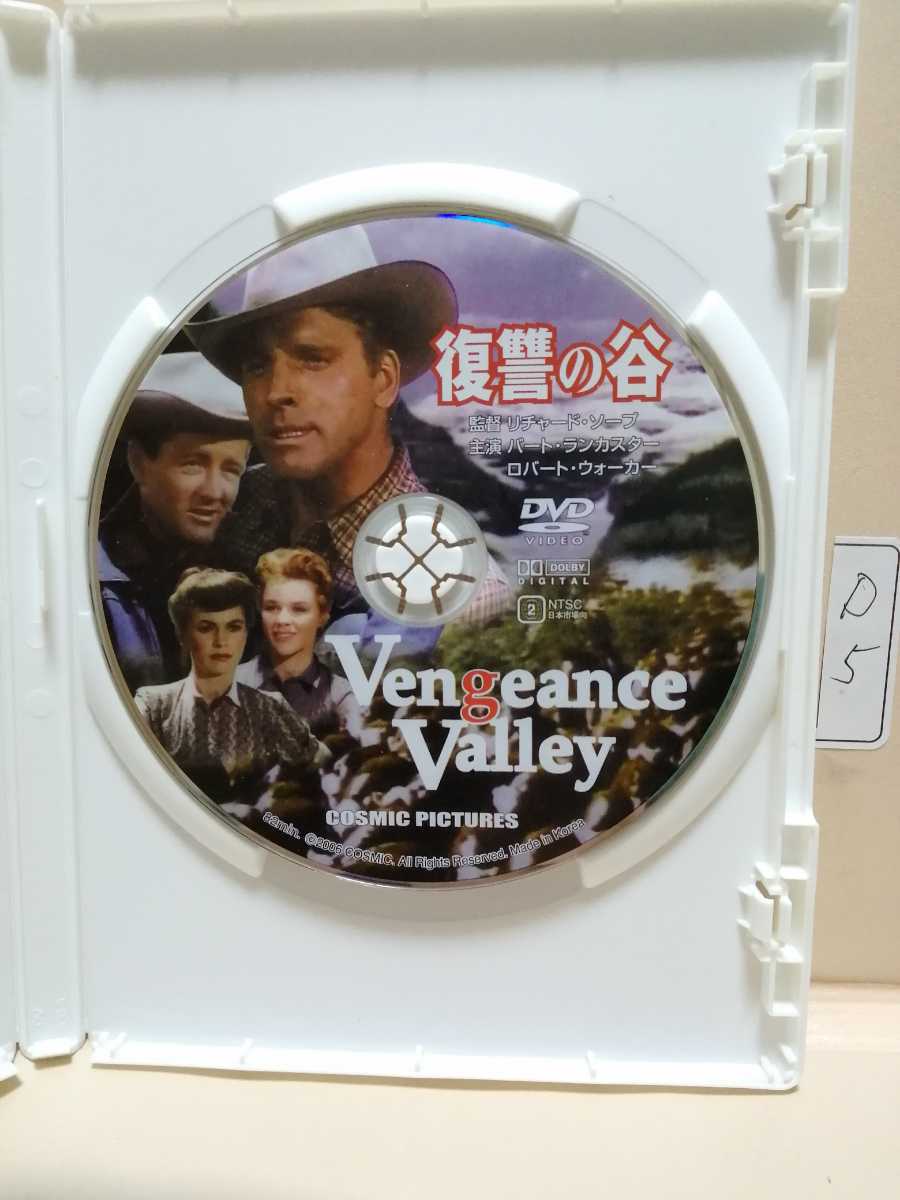 復讐の谷
監督 リチャード・ソープ
主演 バート・ランカスター
ロバート・ウォーカー
DVD
VIDEO
DOLBY
DIGITAL
2
NTSC
日本市場向
Vengeance
Valley
COSMIC PICTURES
82min. ©2006 COSMIC. All Rights Reserved. Made in Korea
D
5